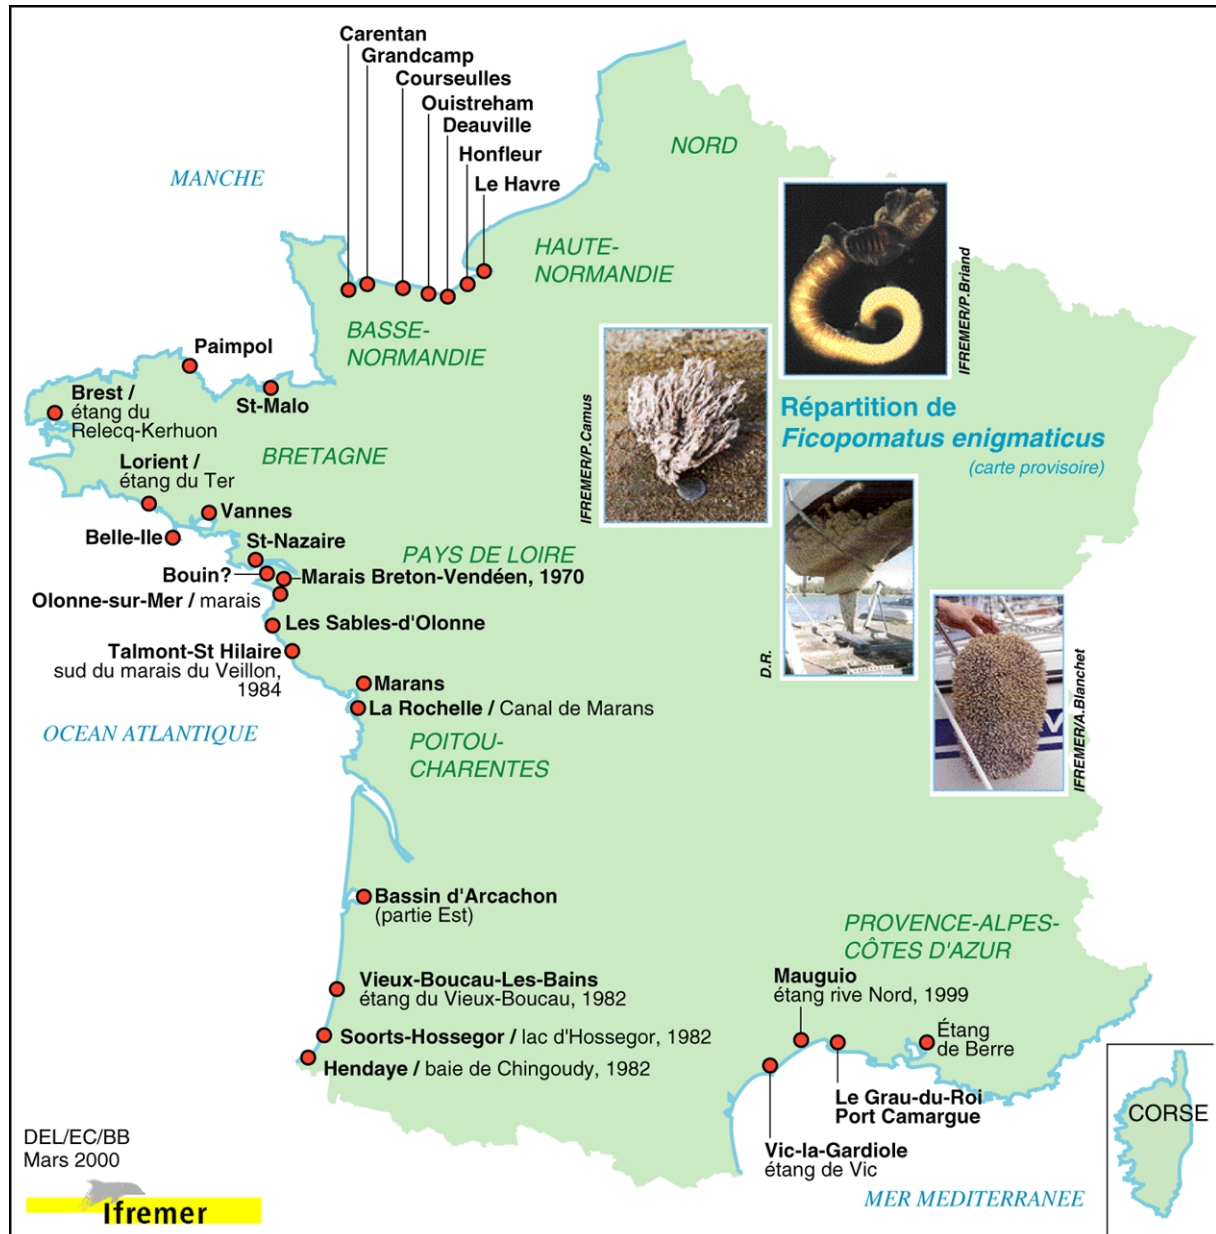 Carentan
Grandcamp
Courseulles
Ouistreham
Deauville
Honfleur
Le Havre
MANCHE
NORD
HAUTE-
NORMANDIE
BASSE-
NORMANDIE
IFREMER/P.Briand
IFREMER/P.Camus
Répartition de
Ficopomatus enigmaticus
(carte provisoire)
Paimpol
St-Malo
Brest /
étang du
Relecq-Kerhuon
BRETAGNE
Lorient /
étang du Ter
Vannes
Belle-Ile
St-Nazaire
PAYS DE LOIRE
Bouin?
Marais Breton-Vendéen, 1970
Olonne-sur-Mer / marais
Les Sables-d'Olonne
Talmont-St Hilaire
sud du marais du Veillon,
1984
D.R.
IFREMER/A.Blanchet
Marans
La Rochelle / Canal de Marans
OCEAN ATLANTIQUE
POITOU-
CHARENTES
Bassin d'Arcachon
(partie Est)
PROVENCE-ALPES-
CÔTES D'AZUR
Vieux-Boucau-Les-Bains
étang du Vieux-Boucau, 1982
Soorts-Hossegor / lac d'Hossegor, 1982
Hendaye / baie de Chingoudy, 1982
Mauguio
étang rive Nord, 1999
Étang
de Berre
Le Grau-du-Roi
Port Camargue
Vic-la-Gardiole
étang de Vic
MER MEDITERRANEE
CORSE
DEL/EC/BB
Mars 2000
Ifremer